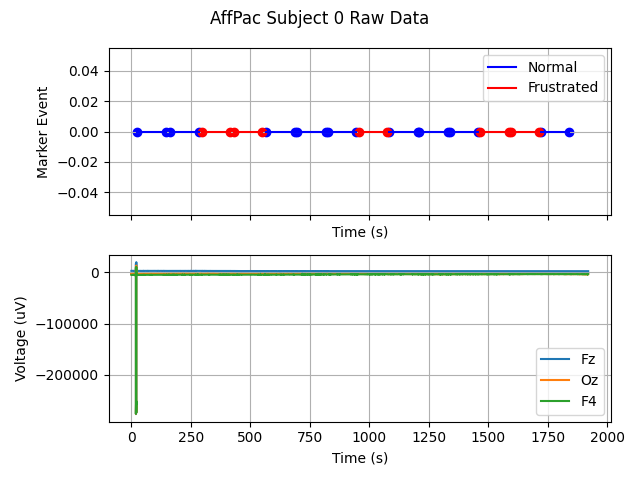 AffPac Subject 0 Raw Data
0.04
0.02
0.00
−0.02
−0.04
Marker Event
Normal
Frustrated
Time (s)
0
−100000
−200000
Voltage (uV)
Fz
Oz
F4
0 250 500 750 1000 1250 1500 1750 2000
Time (s)